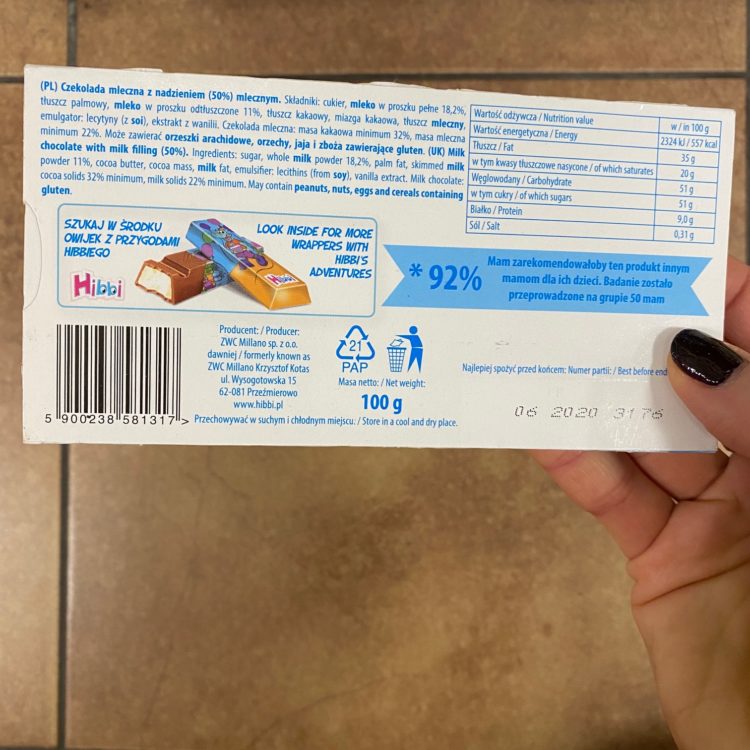 (PL) Czekolada mleczna z nadzieniem (50%) mlecznym. Składniki: cukier, mleko w proszku pełne 18,2%,
tłuszcz palmowy, mleko w proszku odtłuszczone 11%, tłuszcz kakaowy, miazga kakaowa, tłuszcz mleczny,
emulgator: lecytyny (z soi), ekstrakt z wanilii. Czekolada mleczna: masa kakaowa minimum 32%, masa mleczna
minimum 22%. Może zawierać orzeszki arachidowe, orzechy, jaja i zboża zawierające gluten. (UK) Milk
chocolate with milk filling (50%). Ingredients: sugar, whole milk powder 18,2%, palm fat, skimmed milk
powder 11%, cocoa butter, cocoa mass, milk fat, emulsifier: lecithins (from soy), vanilla extract. Milk chocolate:
cocoa solids 32% minimum, milk solids 22% minimum. May contain peanuts, nuts, eggs and cereals containing
gluten.
Wartość odżywcza / Nutrition value w / in 100 g
Wartość energetyczna / Energy 2324 kJ / 557 kcal
Tłuszcz / Fat 35 g
w tym kwasy tłuszczowe nasycone / of which saturates 20 g
Węglowodany / Carbohydrate 51 g
w tym cukry / of which sugars 51 g
Białko / Protein 9,0 g
Sól / Salt 0,31 g
SZUKAJ W ŚRODKU
OWIJEK Z PRZYGODAMI
HIBBIEGO
Hibbi
Hibbi
LOOK INSIDE FOR MORE
WRAPPERS WITH
HIBBI'S
ADVENTURES
* 92%
Mam zarekomendowałoby ten produkt innym
mamom dla ich dzieci. Badanie zostało
przeprowadzone na grupie 50 mam
5 900238 581317 >
Producent: / Producer:
ZWC Millano sp. z o.o.
dawniej / formerly known as
ZWC Millano Krzysztof Kotas
ul. Wysogotowska 15
62-081 Przeźmierowo
www.hibbi.pl
21
PAP
Masa netto: / Net weight:
100 g
Przechowywać w suchym i chłodnym miejscu: / Store in a cool and dry place.
Najlepiej spożyć przed końcem: Numer partii: / Best before end
06 2020 3176